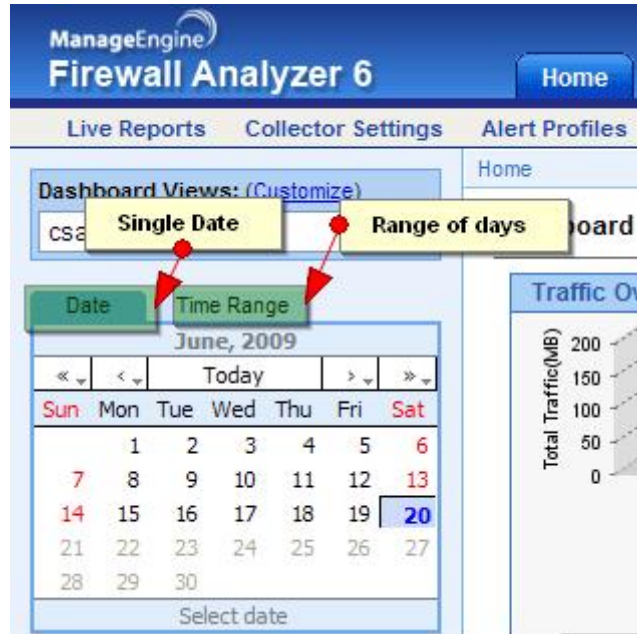 ManageEngine
Firewall Analyzer 6
Home
Live Reports Collector Settings Alert Profiles
Home
Dashboard Views: (Customize)
csa
Single Date
Range of days
board
Date Time Range
Traffic Ov
June, 2009
« ‹ Today › »
Sun Mon Tue Wed Thu Fri Sat
1 2 3 4 5 6
7 8 9 10 11 12 13
14 15 16 17 18 19 20
21 22 23 24 25 26 27
28 29 30
Select date
Total Traffic(MB)
200
150
100
50
0